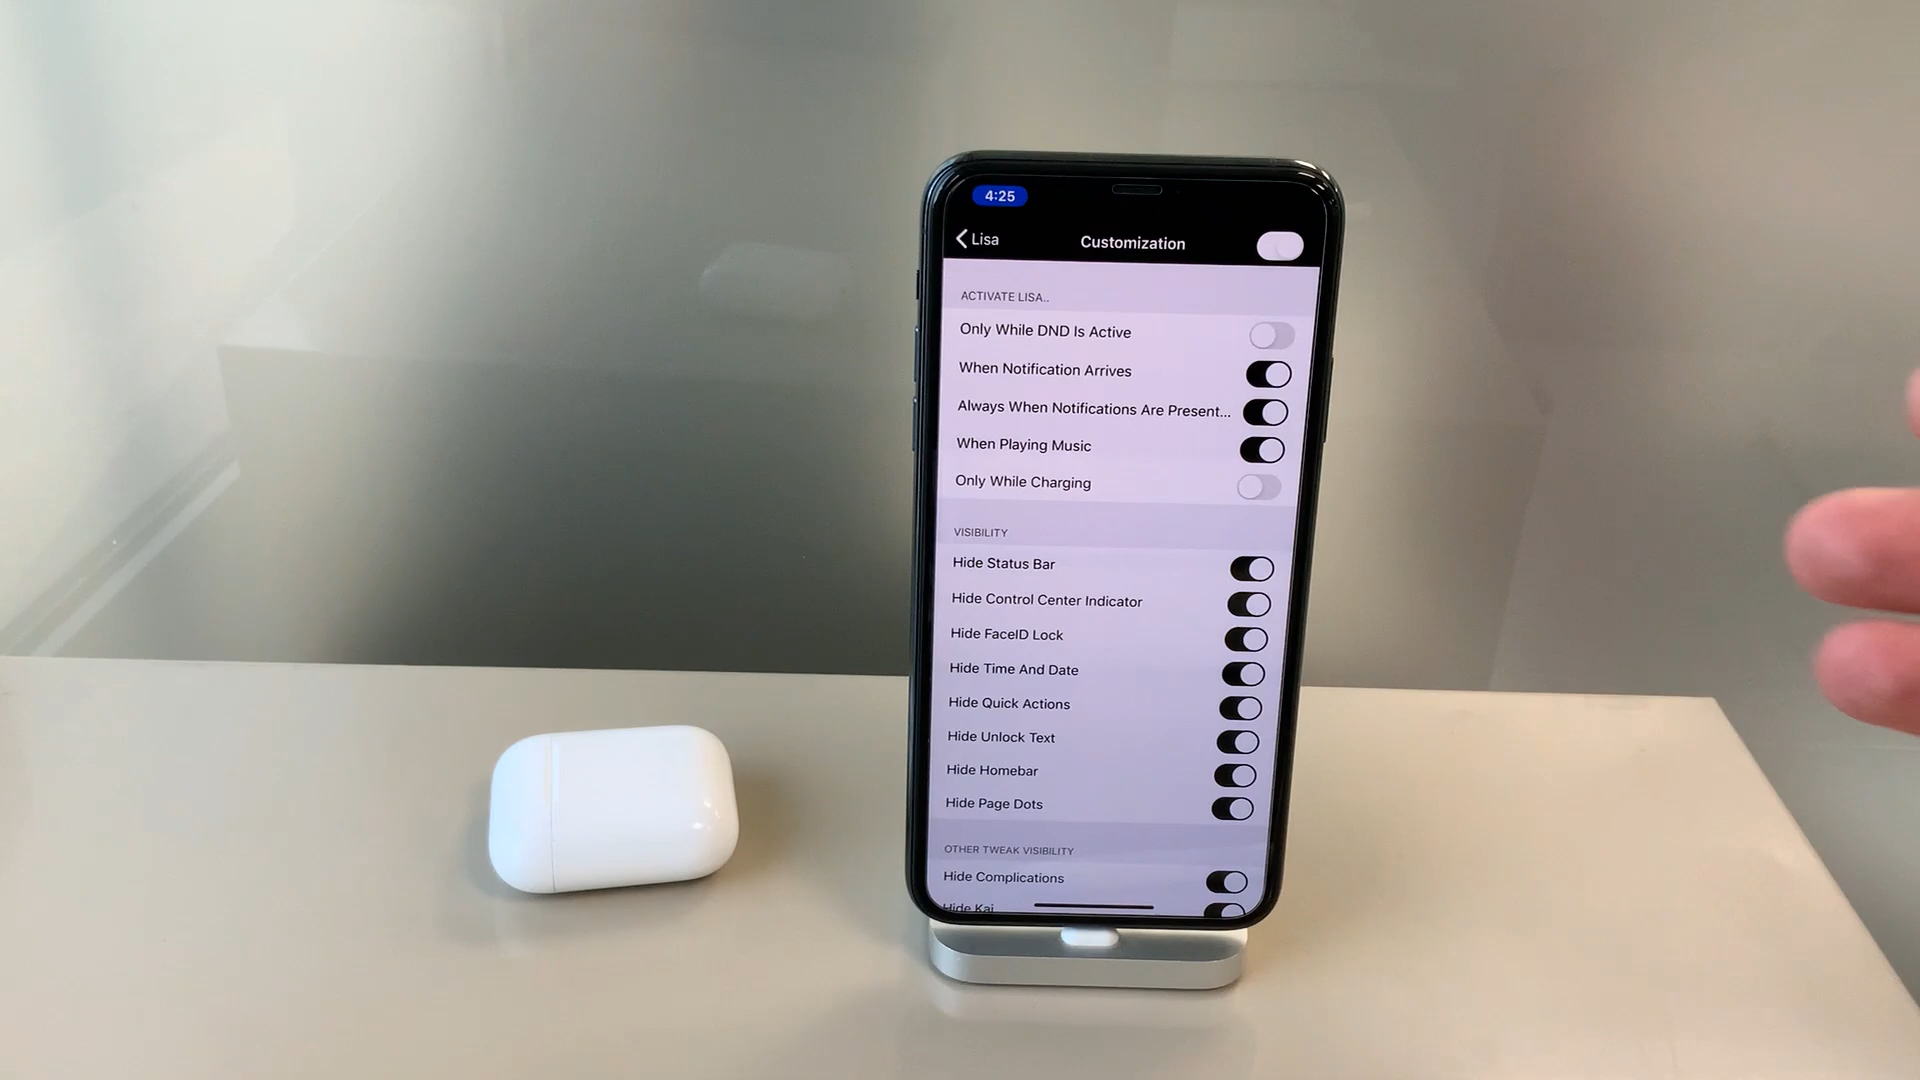 4:25
Lisa
Customization
ACTIVATE LISA..
Only While DND Is Active
When Notification Arrives
Always When Notifications Are Present...
When Playing Music
Only While Charging
VISIBILITY
Hide Status Bar
Hide Control Center Indicator
Hide FaceID Lock
Hide Time And Date
Hide Quick Actions
Hide Unlock Text
Hide Homebar
Hide Page Dots
OTHER TWEAK VISIBILITY
Hide Complications
Hide Kai